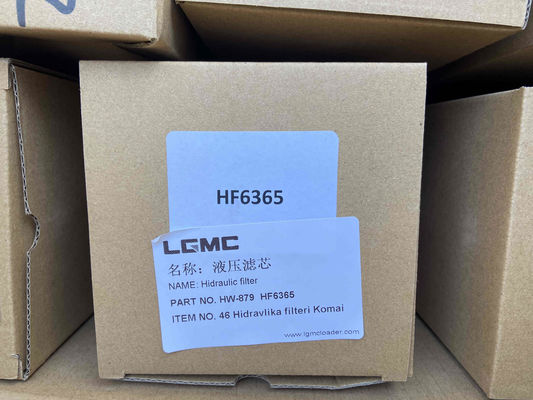 HF6365
LGMC
名称：液压滤芯
NAME: Hidraulic filter
PART NO. HW-879 HF6365
ITEM NO. 46 Hidravlika filteri Komai
www.lgmcloader.com